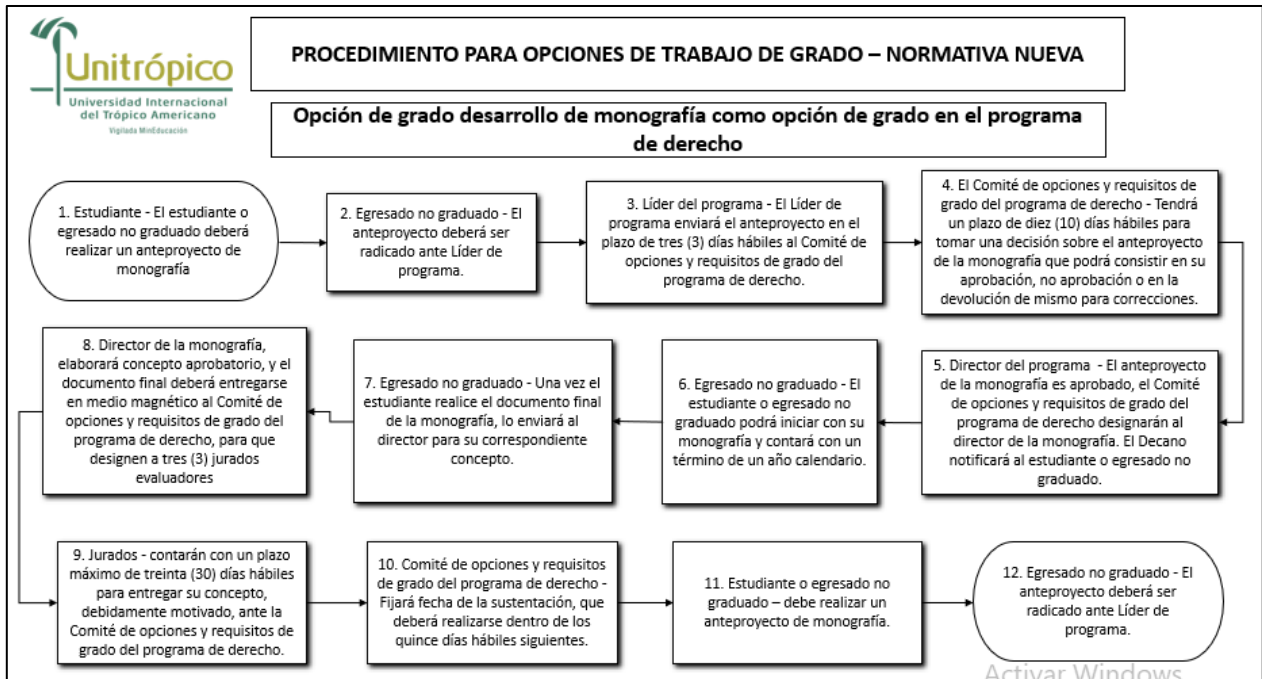 Unitrópico
Universidad Internacional
del Trópico Americano
Vigilada MinEducación
PROCEDIMIENTO PARA OPCIONES DE TRABAJO DE GRADO – NORMATIVA NUEVA
Opción de grado desarrollo de monografía como opción de grado en el programa
de derecho
1. Estudiante - El estudiante o
egresado no graduado deberá
realizar un anteproyecto de
monografía
2. Egresado no graduado - El
anteproyecto deberá ser
radicado ante Líder de
programa.
3. Líder del programa - El Líder de
programa enviará el anteproyecto en el
plazo de tres (3) días hábiles al Comité de
opciones y requisitos de grado del
programa de derecho.
4. El Comité de opciones y requisitos de
grado del programa de derecho - Tendrá
un plazo de diez (10) días hábiles para
tomar una decisión sobre el anteproyecto
de la monografía que podrá consistir en su
aprobación, no aprobación o en la
devolución de mismo para correcciones.
5. Director del programa - El anteproyecto
de la monografía es aprobado, el Comité
de opciones y requisitos de grado del
programa de derecho designarán al
director de la monografía. El Decano
notificará al estudiante o egresado no
graduado.
6. Egresado no graduado - El
estudiante o egresado no
graduado podrá iniciar con su
monografía y contará con un
término de un año calendario.
7. Egresado no graduado - Una vez el
estudiante realice el documento final
de la monografía, lo enviará al
director para su correspondiente
concepto.
8. Director de la monografía,
elaborará concepto aprobatorio, y el
documento final deberá entregarse
en medio magnético al Comité de
opciones y requisitos de grado del
programa de derecho, para que
designen a tres (3) jurados
evaluadores
9. Jurados - contarán con un plazo
máximo de treinta (30) días hábiles
para entregar su concepto,
debidamente motivado, ante la
Comité de opciones y requisitos de
grado del programa de derecho.
10. Comité de opciones y requisitos
de grado del programa de derecho -
Fijará fecha de la sustentación, que
deberá realizarse dentro de los
quince días hábiles siguientes.
11. Estudiante o egresado no
graduado – debe realizar un
anteproyecto de monografía.
12. Egresado no graduado - El
anteproyecto deberá ser
radicado ante Líder de
programa.
Activar Windows